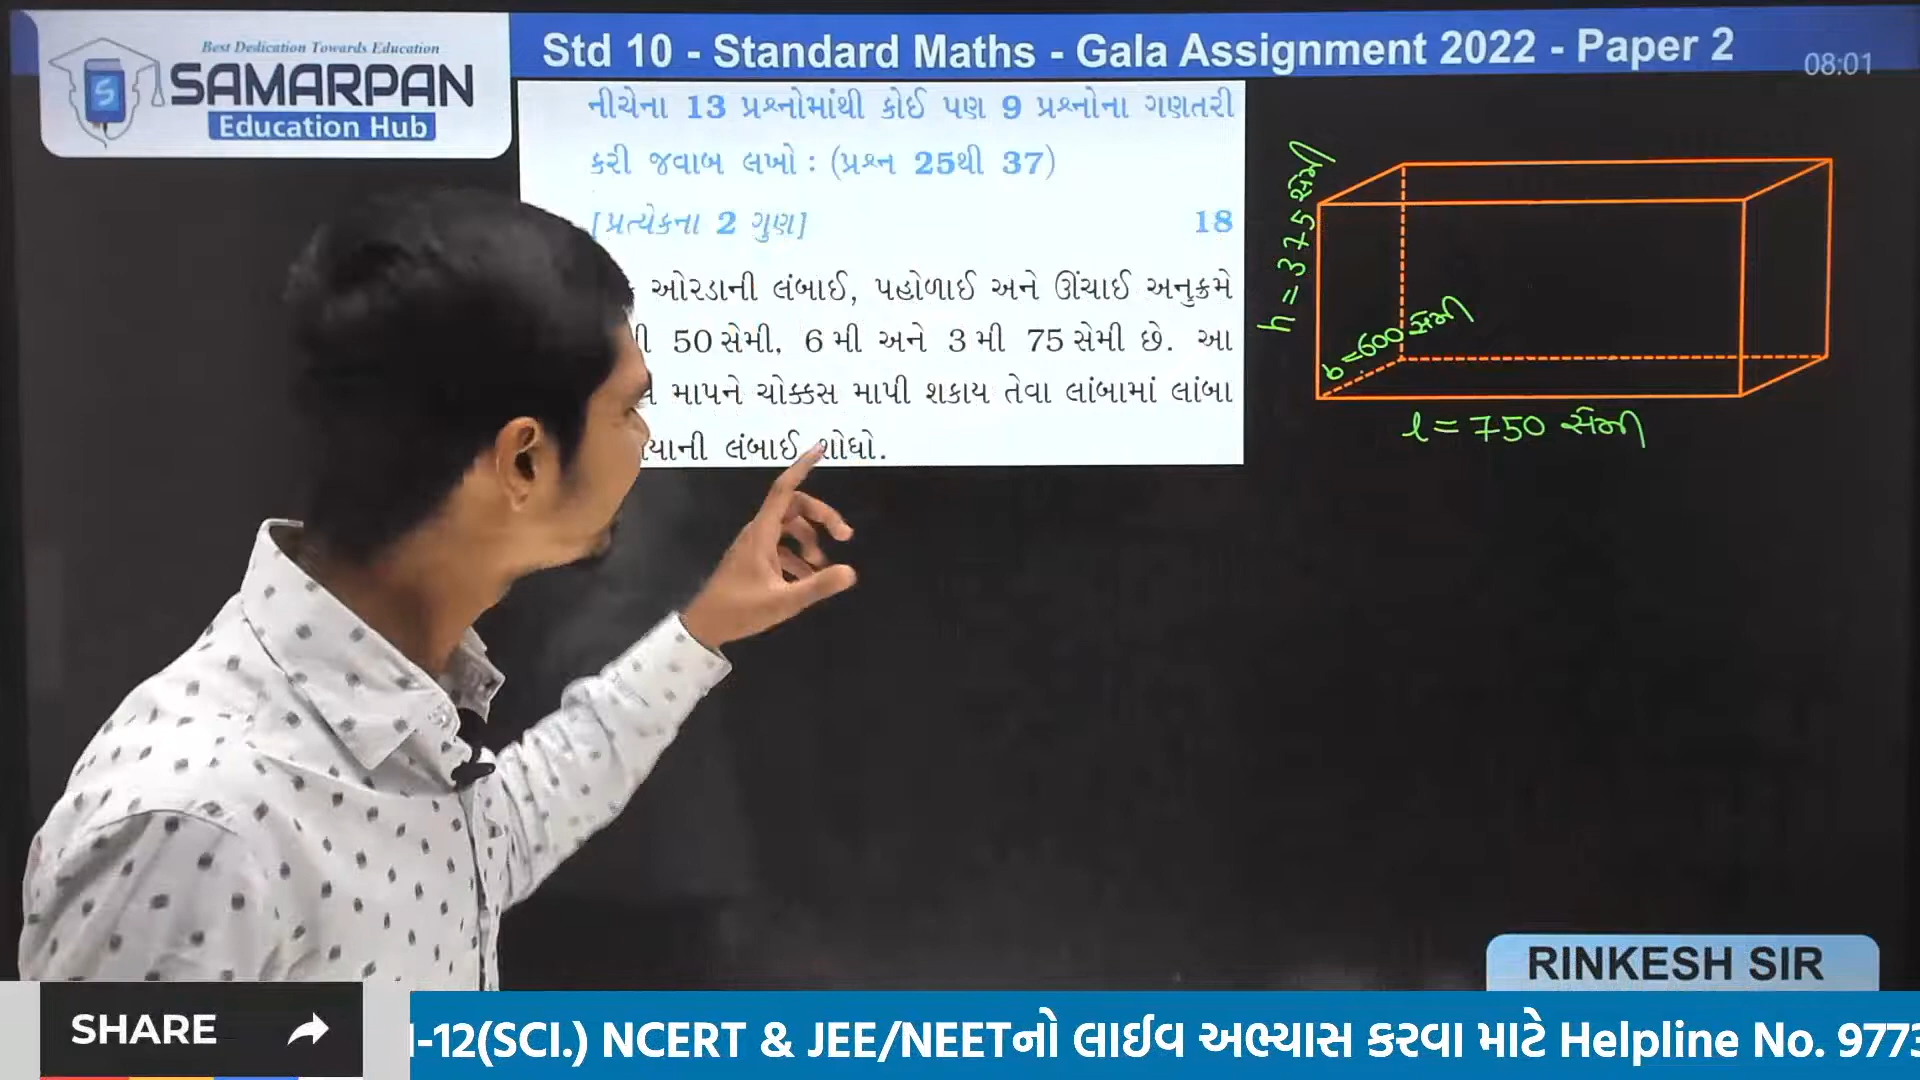 Best Dedication Towards Education
SAMARPAN
Education Hub
Std 10 - Standard Maths - Gala Assignment 2022 - Paper 2
08:01
નીચેના 13 પ્રશ્નોમાંથી કોઈ પણ 9 પ્રશ્નોના ગણતરી
કરી જવાબ લખો : (પ્રશ્ન 25થી 37)
[પ્રત્યેકના 2 ગુણ] 18
ઓરડાની લંબાઈ, પહોળાઈ અને ઊંચાઈ અનુક્રમે
50 સેમી, 6 મી અને 3 મી 75 સેમી છે. આ
માપને ચોક્કસ માપી શકાય તેવા લાંબામાં લાંબા
લંબાઈ શોધો.
h = 375 સેમી
b = 600 સેમી
l = 750 સેમી
RINKESH SIR
SHARE
-12(SCI.) NCERT & JEE/NEETનો લાઈવ અભ્યાસ કરવા માટે Helpline No. 9773